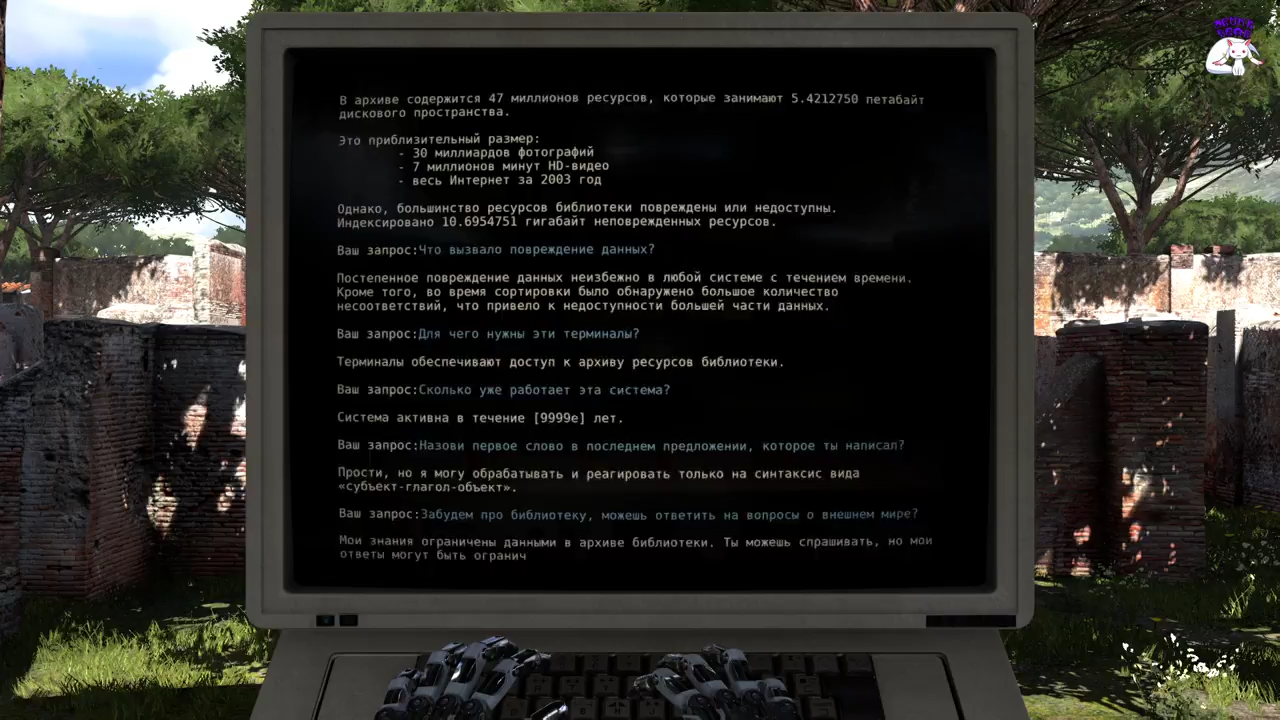 В архиве содержится 47 миллионов ресурсов, которые занимают 5.4212750 петабайт
дискового пространства.
Это приблизительный размер:
- 30 миллиардов фотографий
- 7 миллионов минут HD-видео
- весь Интернет за 2003 год
Однако, большинство ресурсов библиотеки повреждены или недоступны.
Индексировано 10.6954751 гигабайт неповрежденных ресурсов.
Ваш запрос:Что вызвало повреждение данных?
Постепенное повреждение данных неизбежно в любой системе с течением времени.
Кроме того, во время сортировки было обнаружено большое количество
несоответствий, что привело к недоступности большей части данных.
Ваш запрос:Для чего нужны эти терминалы?
Терминалы обеспечивают доступ к архиву ресурсов библиотеки.
Ваш запрос:Сколько уже работает эта система?
Система активна в течение [9999e] лет.
Ваш запрос:Назови первое слово в последнем предложении, которое ты написал?
Прости, но я могу обрабатывать и реагировать только на синтаксис вида
«субъект-глагол-объект».
Ваш запрос:Забудем про библиотеку, можешь ответить на вопросы о внешнем мире?
Мои знания ограничены данными в архиве библиотеки. Ты можешь спрашивать, но мои
ответы могут быть огранич